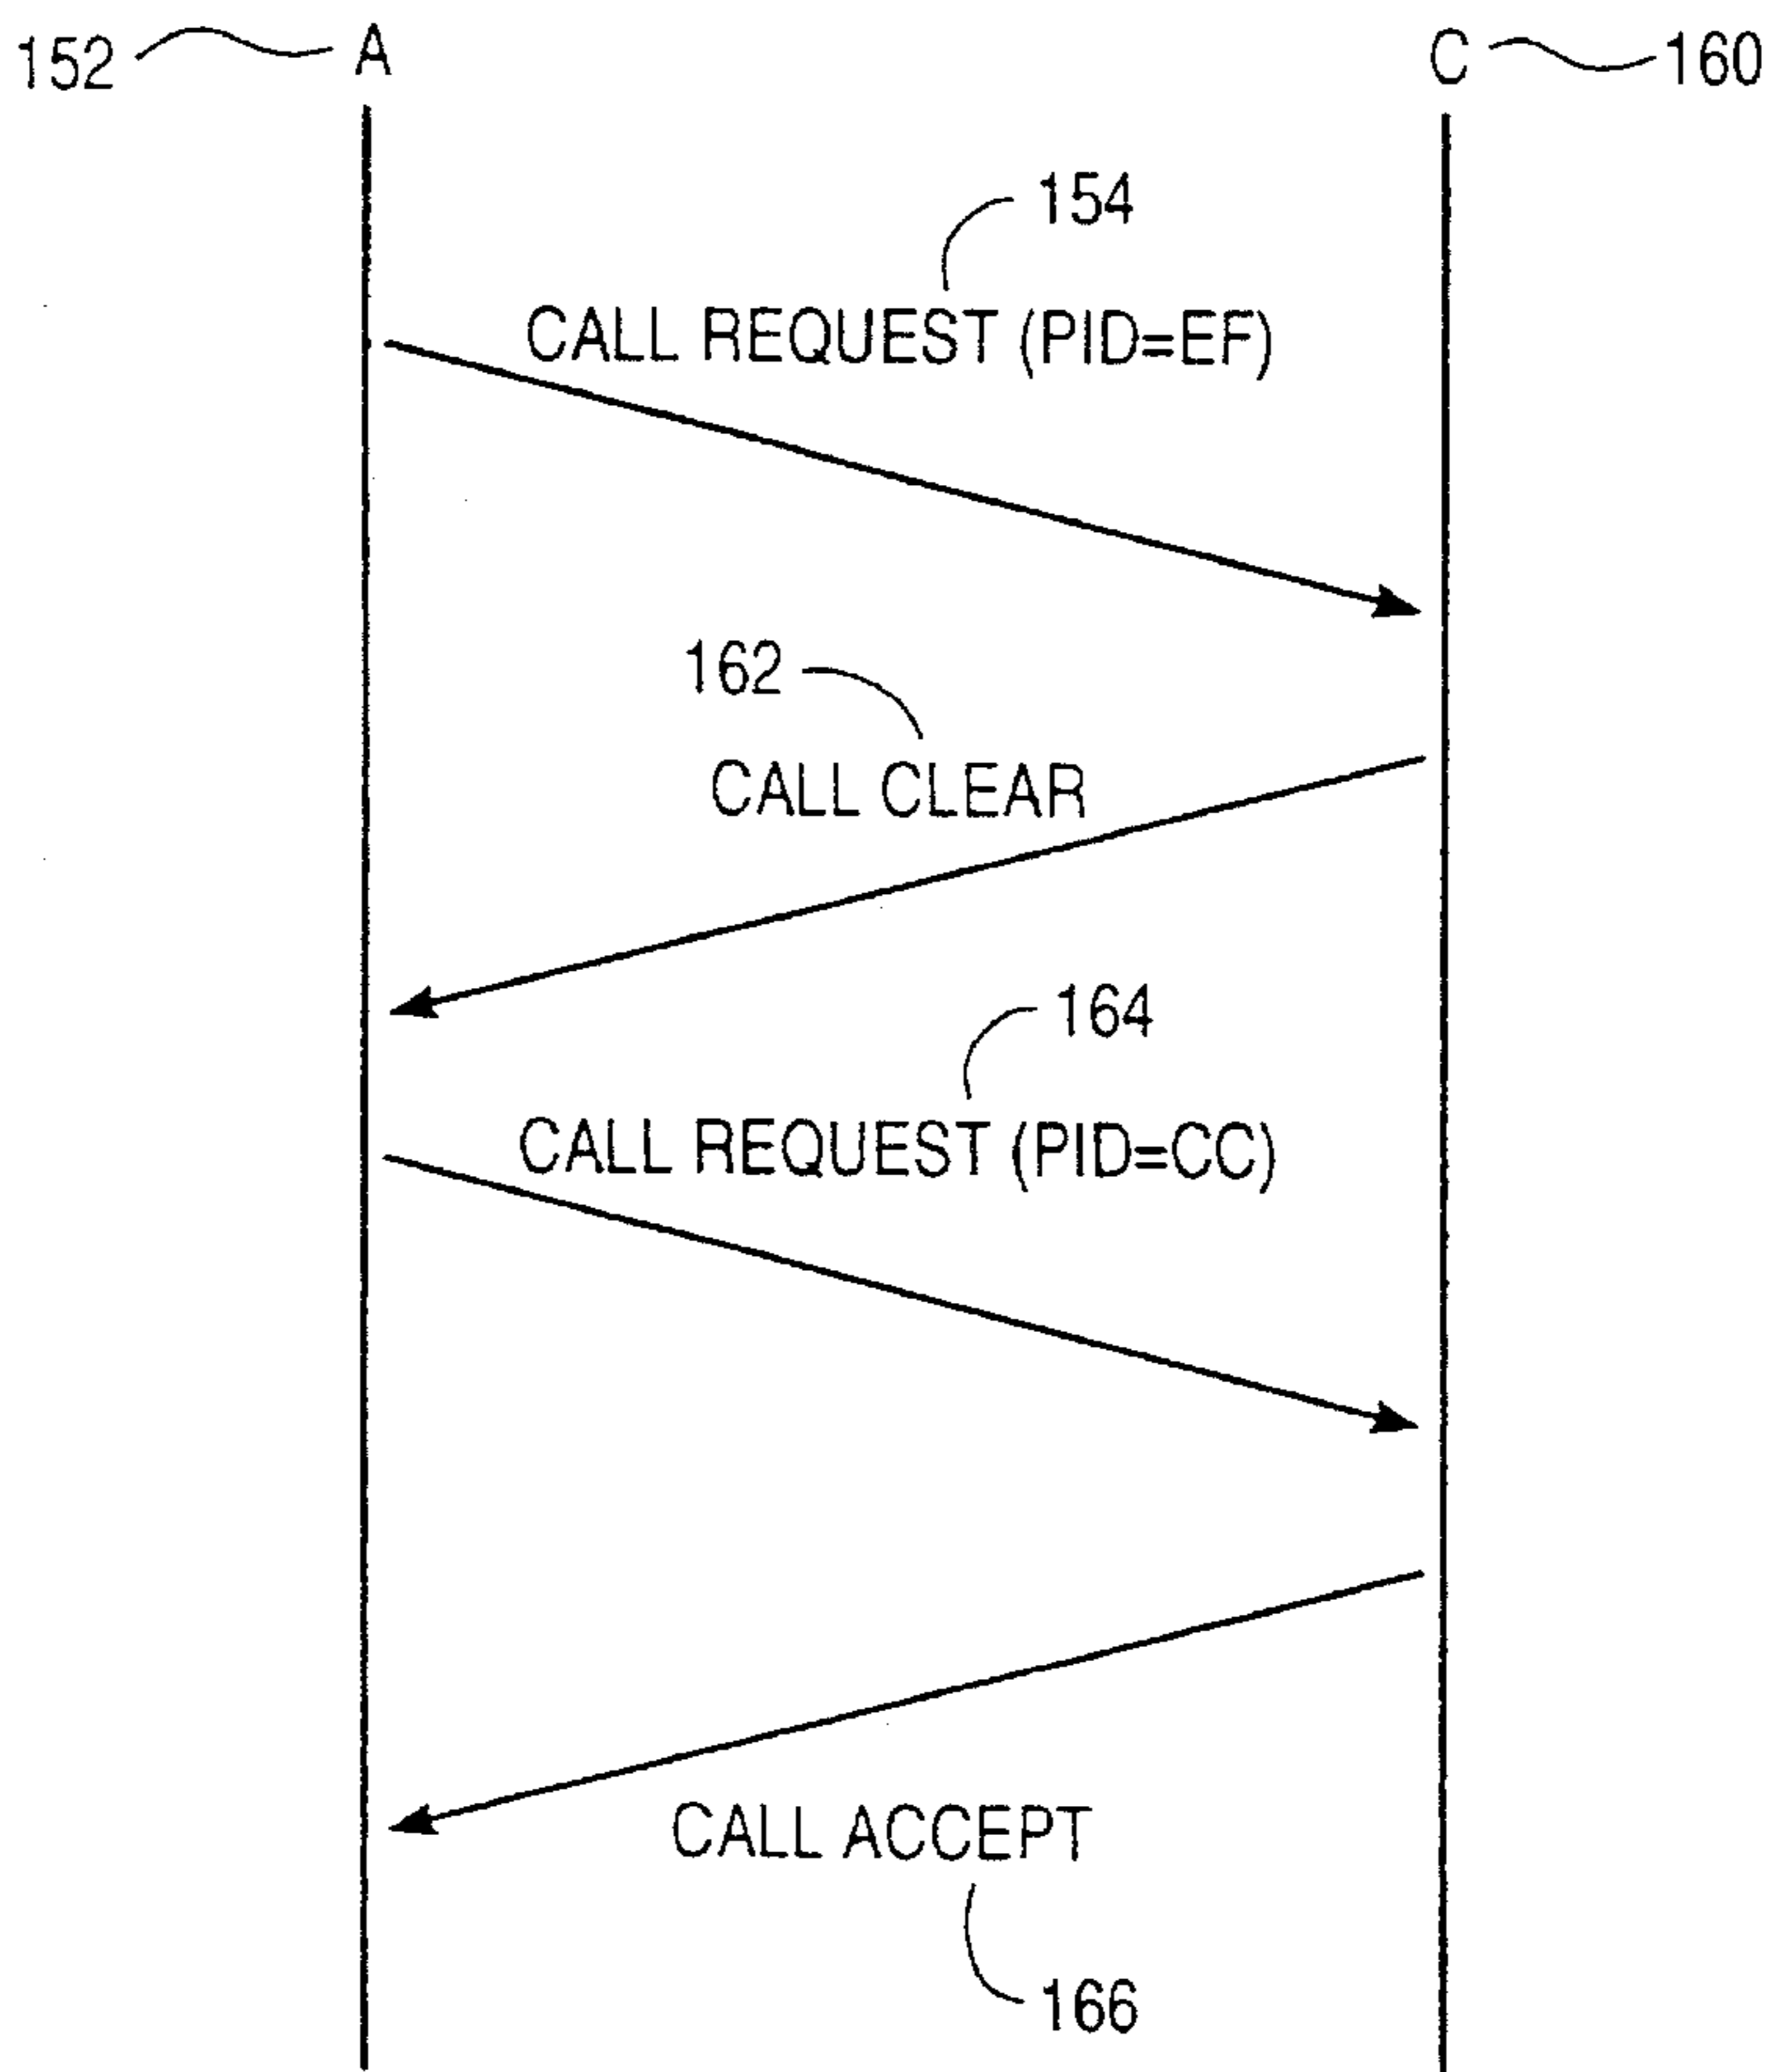 152 A C 160
154
CALL REQUEST (PID=EF)
162
CALL CLEAR
164
CALL REQUEST (PID=CC)
CALL ACCEPT
166